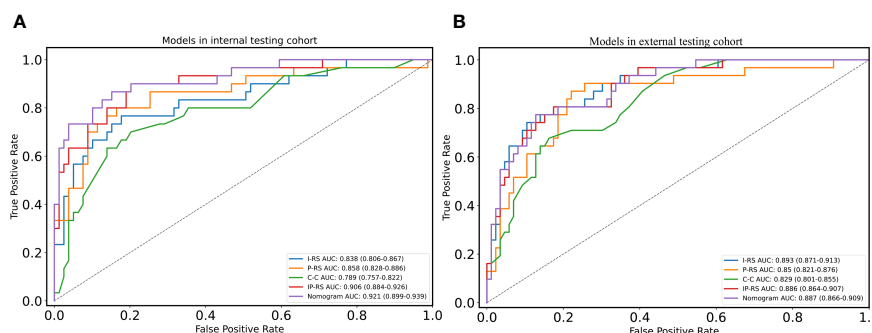 A
Models in internal testing cohort
True Positive Rate
1.0
0.8
0.6
0.4
0.2
0.0
I-RS AUC: 0.838 (0.806-0.867)
P-RS AUC: 0.858 (0.828-0.886)
C-C AUC: 0.789 (0.757-0.822)
IP-RS AUC: 0.906 (0.884-0.926)
Nomogram AUC: 0.921 (0.899-0.939)
0.0 0.2 0.4 0.6 0.8 1.0
False Positive Rate
B
Models in external testing cohort
True Positive Rate
1.0
0.8
0.6
0.4
0.2
0.0
I-RS AUC: 0.893 (0.871-0.913)
P-RS AUC: 0.85 (0.821-0.876)
C-C AUC: 0.829 (0.801-0.855)
IP-RS AUC: 0.886 (0.864-0.907)
Nomogram AUC: 0.887 (0.866-0.909)
0.0 0.2 0.4 0.6 0.8 1.
False Positive Rate